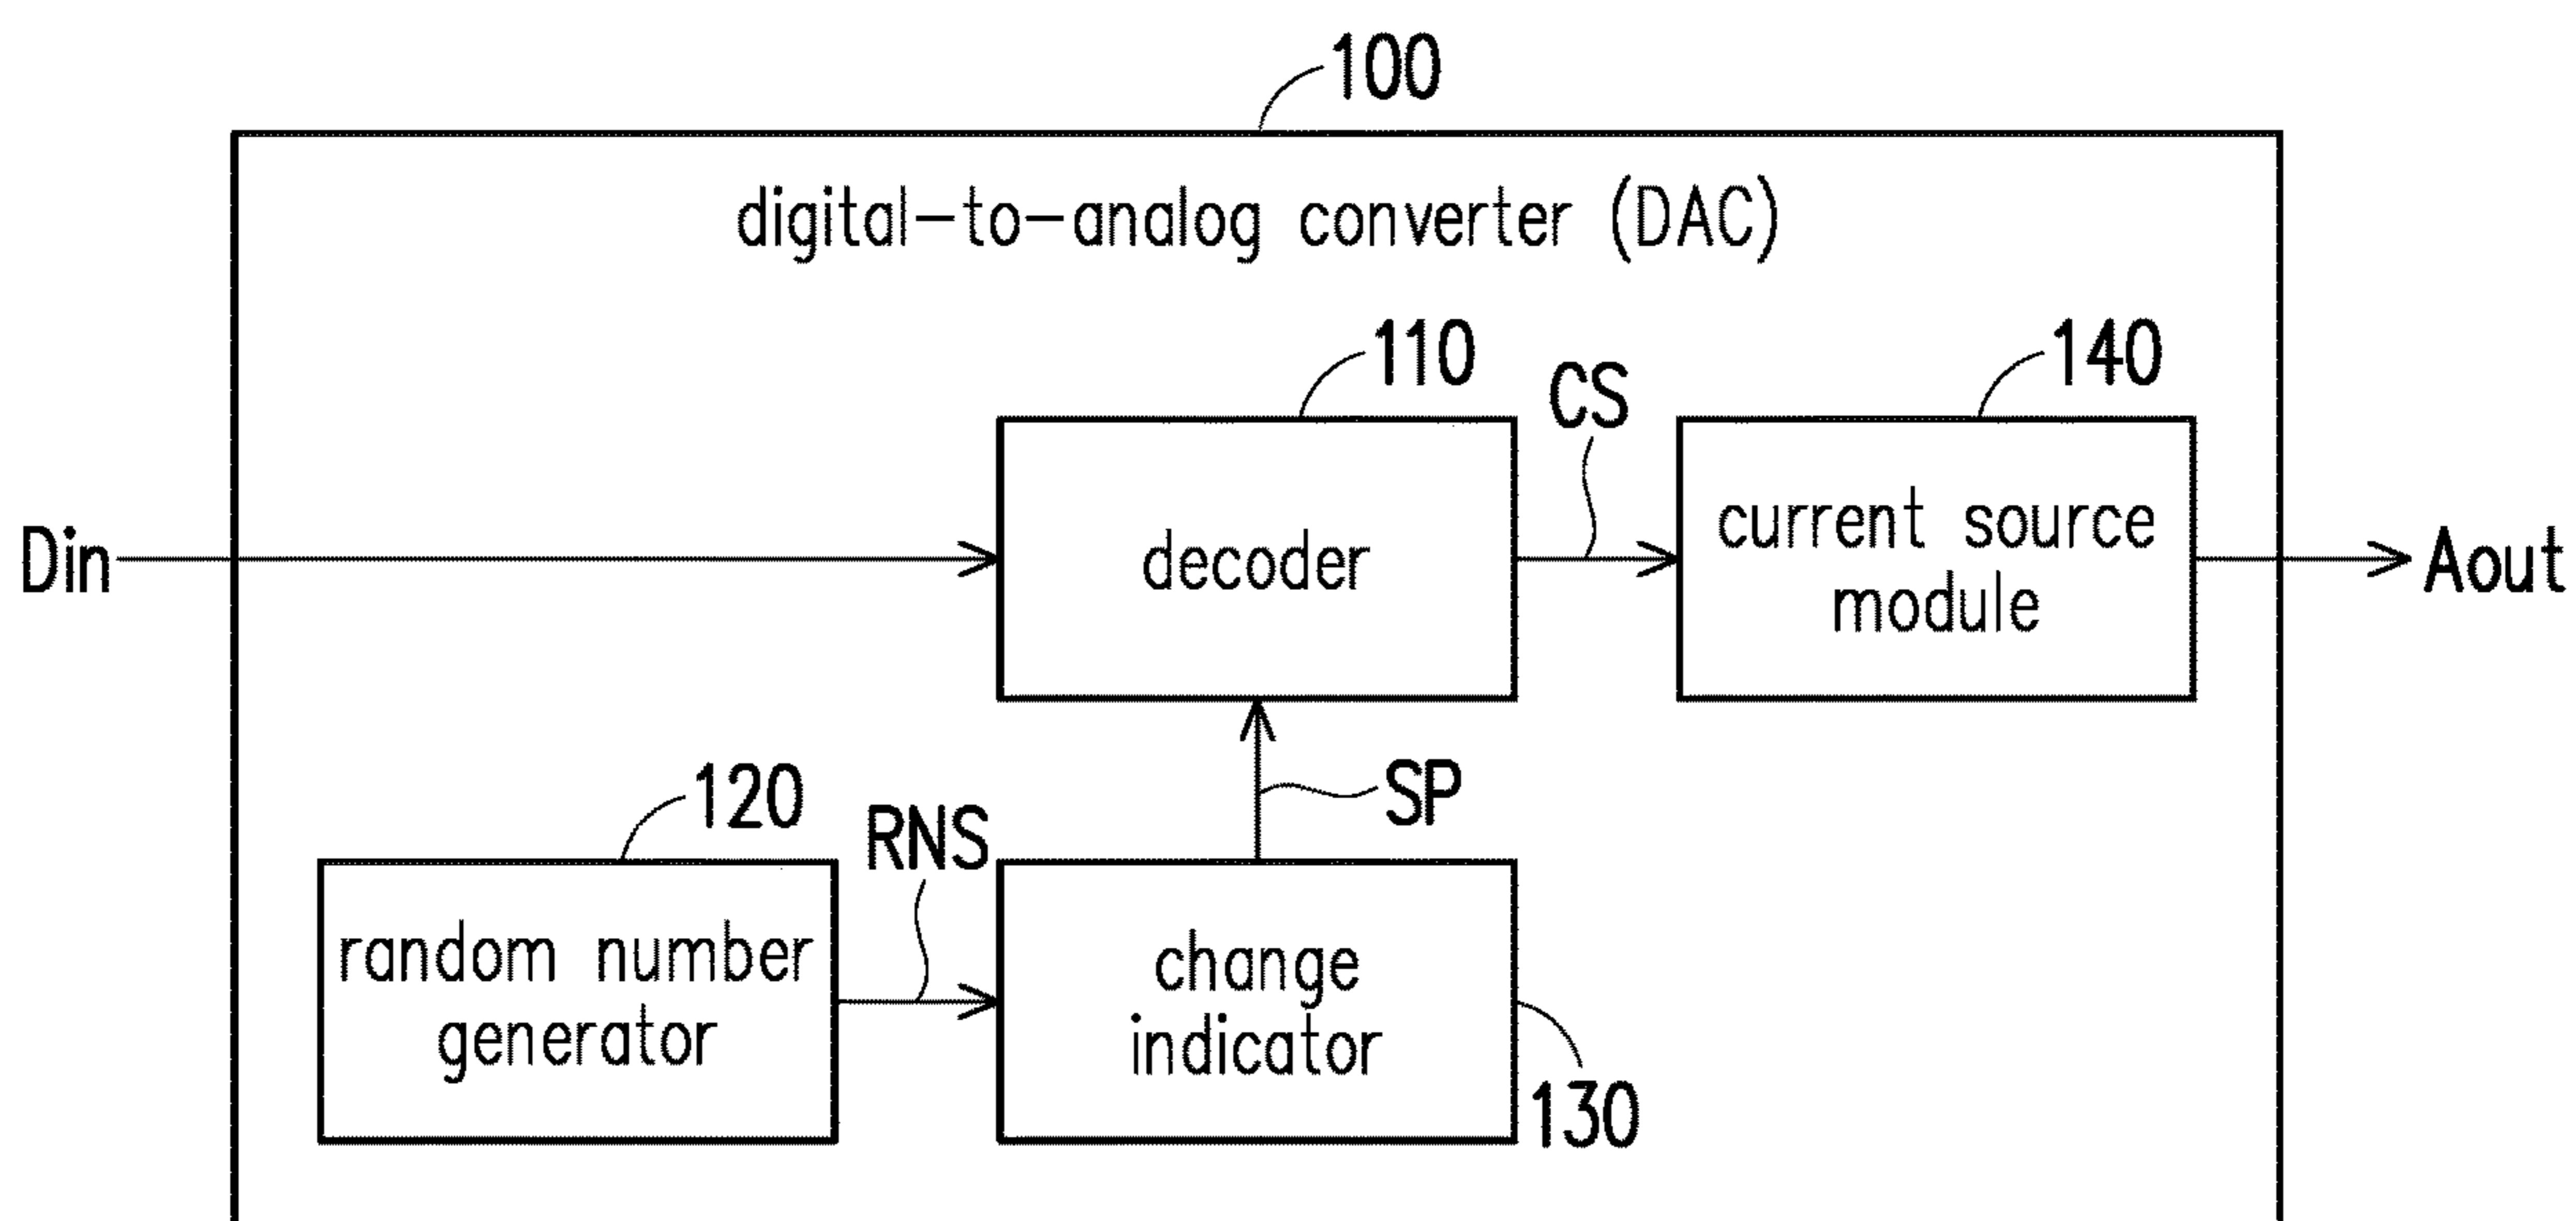 100
digital-to-analog converter (DAC)
110
CS
140
Din
decoder
current source
module
Aout
120
RNS
SP
random number
generator
change
indicator
130